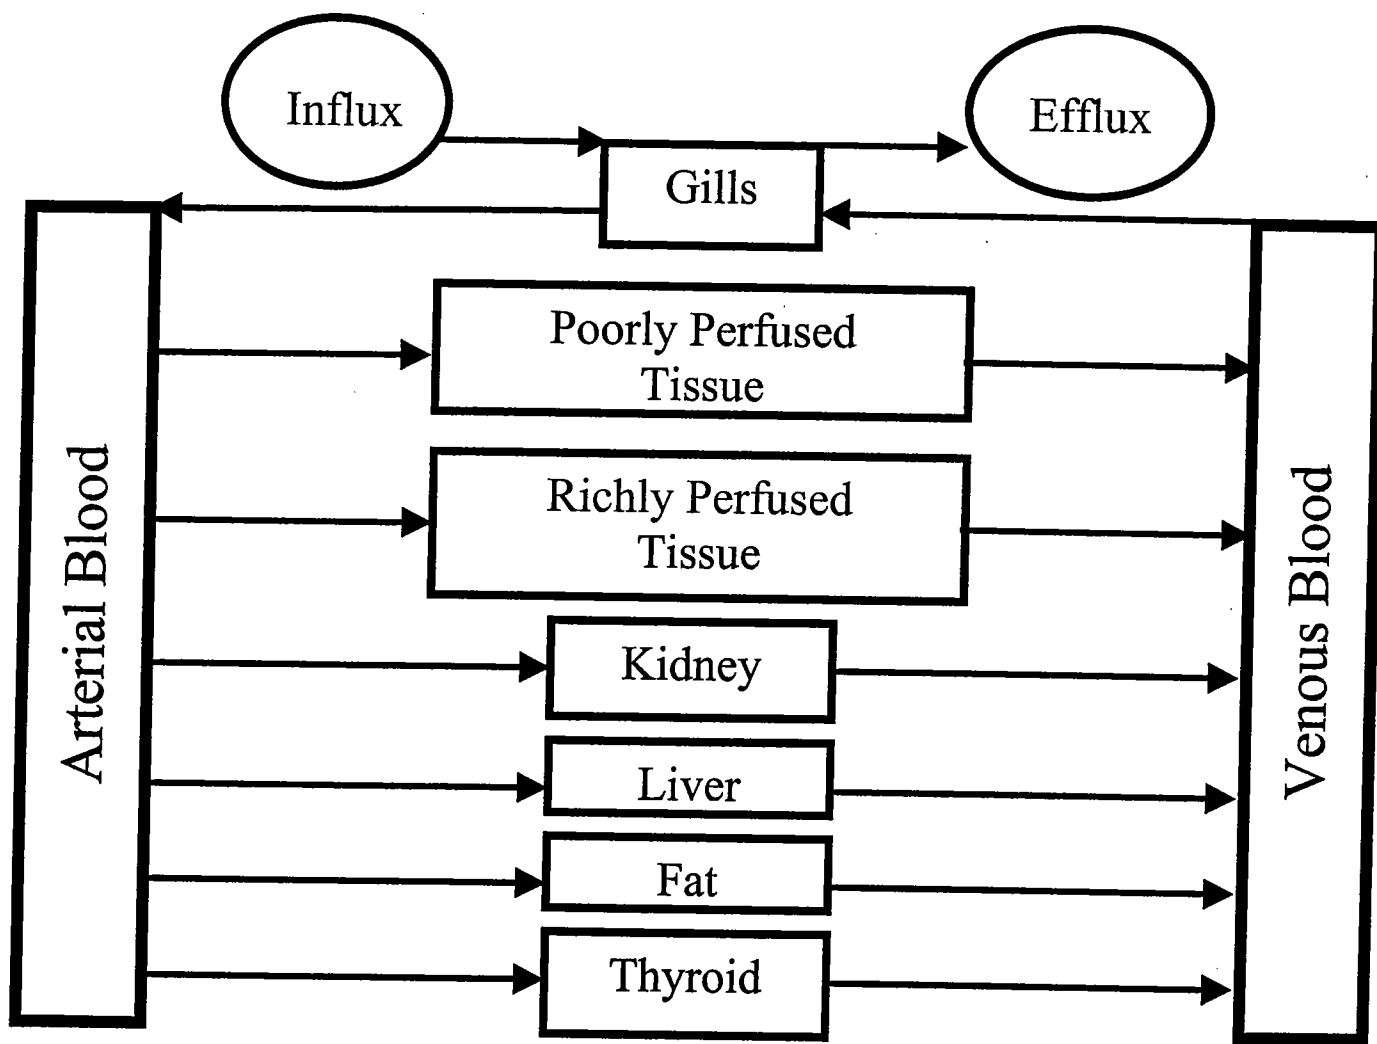 Influx
Efflux
Gills
Poorly Perfused
Tissue
Richly Perfused
Tissue
Kidney
Liver
Fat
Thyroid
Arterial Blood
Venous Blood